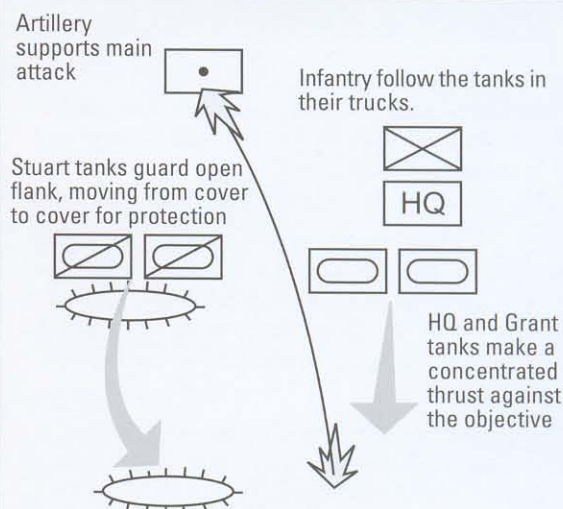 Artillery
supports main
attack
Infantry follow the tanks in
their trucks.
Stuart tanks guard open
flank, moving from cover
to cover for protection
HQ
HQ and Grant
tanks make a
concentrated
thrust against
the objective